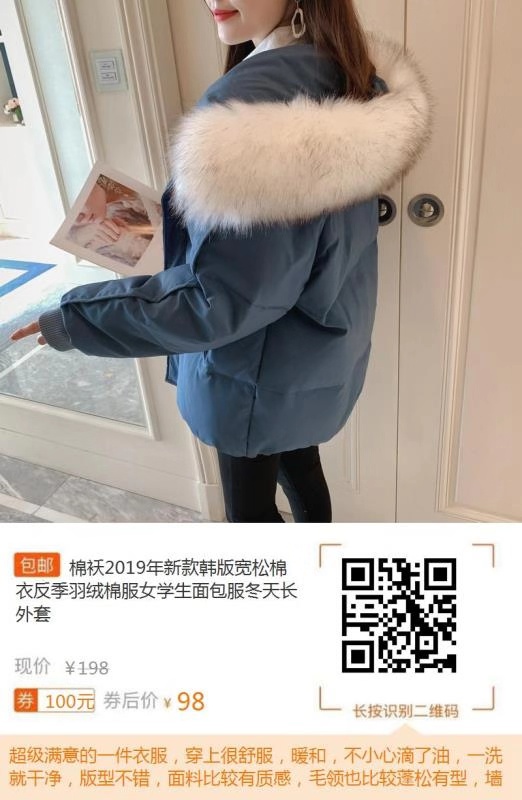 包邮 棉袄2019年新款韩版宽松棉
衣反季羽绒棉服女学生面包服冬天长
外套
现价 ￥198
券 100元 券后价 ￥98
长按识别二维码
超级满意的一件衣服，穿上很舒服，暖和，不小心滴了油，一洗
就干净，版型不错，面料比较有质感，毛领也比较蓬松有型，墙